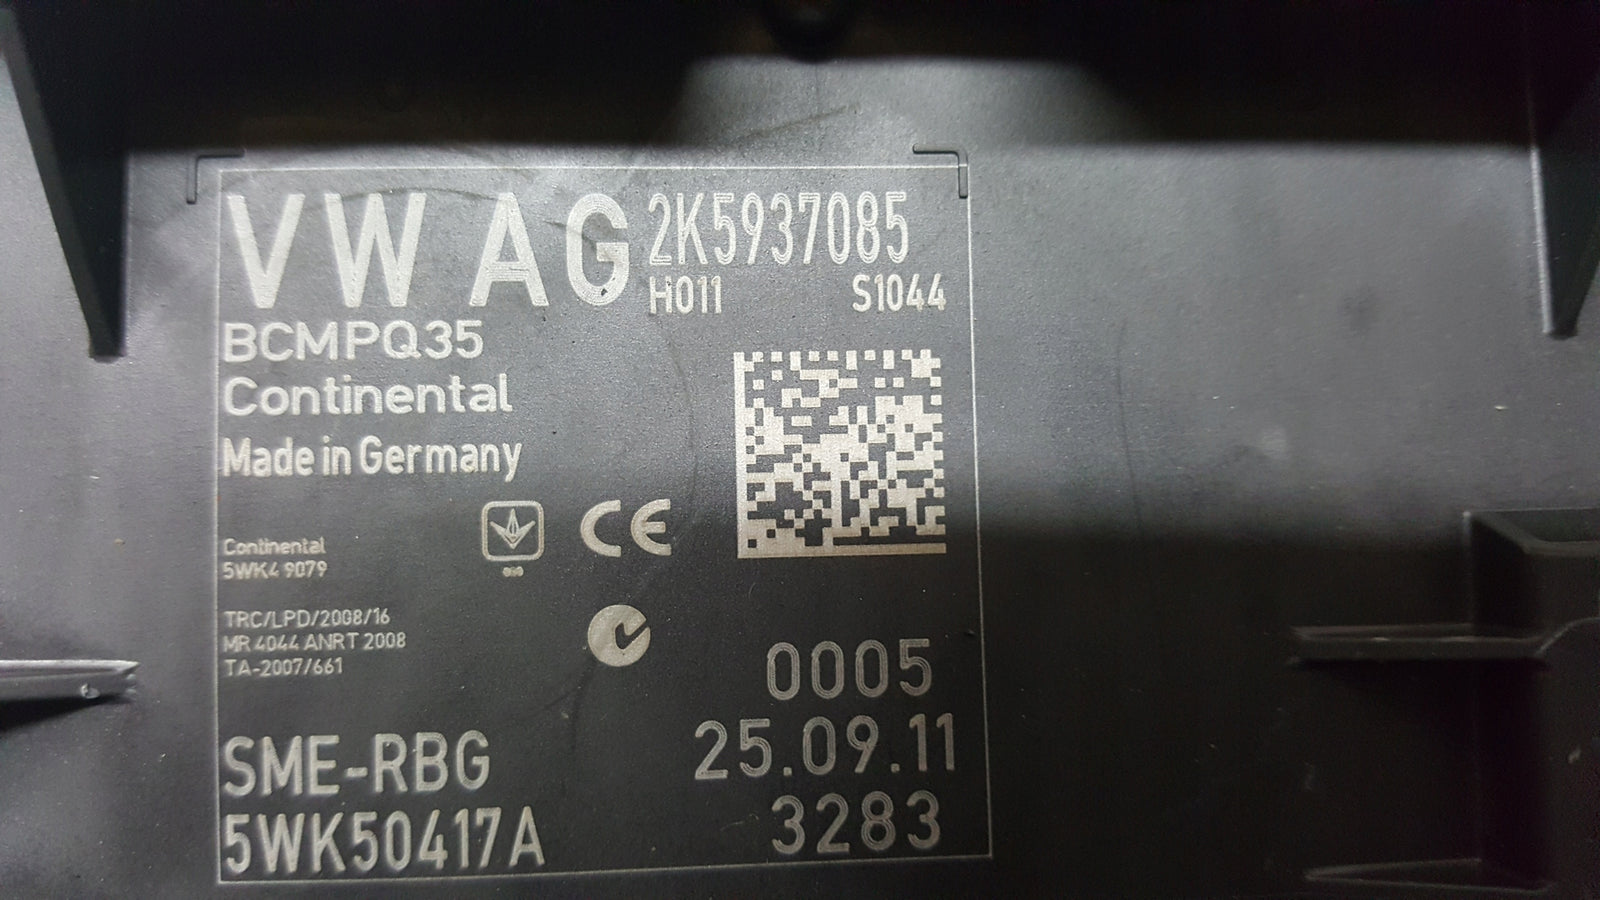 VW AG 2K5937085
H011 S1044
BCMPQ35
Continental
Made in Germany
CE
Continental
5WK4 9079
TRC/LPD/2008/16
MR 4044 ANRT 2008
TA-2007/661
0005
SME-RBG 25.09.11
5WK50417A 3283